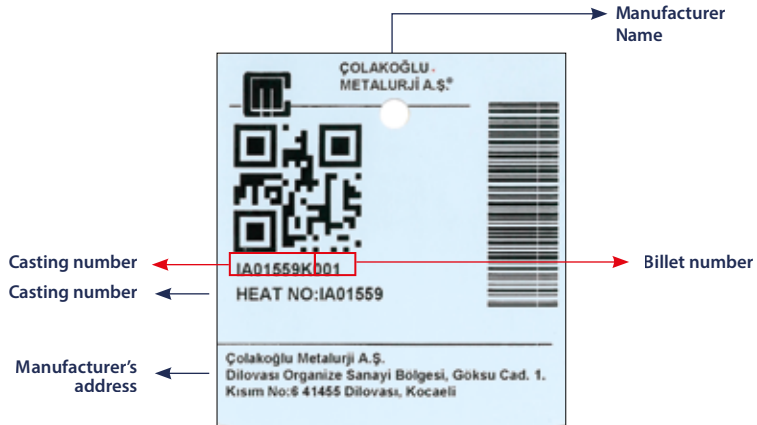 Manufacturer
Name
ÇOLAKOĞLU
METALURJİ A.Ş.®
Casting number
IA01559K001
Billet number
Casting number
HEAT NO:IA01559
Manufacturer's
address
Çolakoğlu Metalurji A.Ş.
Dilovası Organize Sanayi Bölgesi, Göksu Cad. 1.
Kısım No:6 41455 Dilovası, Kocaeli